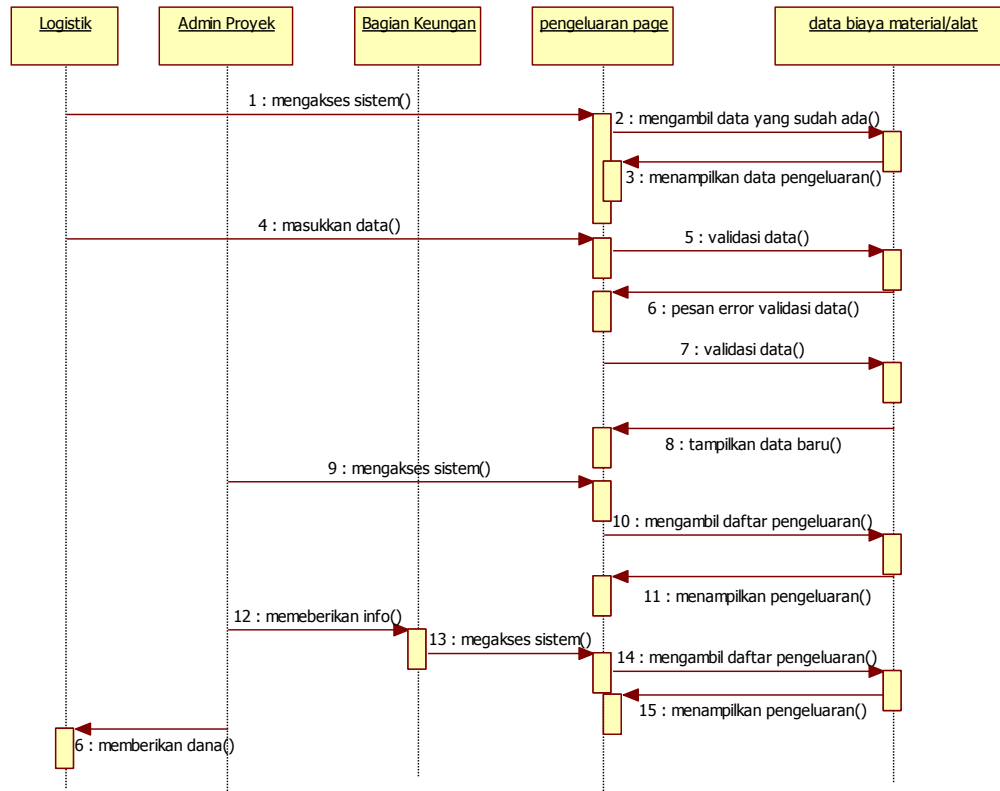 Logistik
Admin Proyek
Bagian Keungan
pengeluaran page
data biaya material/alat
1 : mengakses sistem()
2 : mengambil data yang sudah ada()
3 : menampilkan data pengeluaran()
4 : masukkan data()
5 : validasi data()
6 : pesan error validasi data()
7 : validasi data()
8 : tampilkan data baru()
9 : mengakses sistem()
10 : mengambil daftar pengeluaran()
11 : menampilkan pengeluaran()
12 : memeberikan info()
13 : megakses sistem()
14 : mengambil daftar pengeluaran()
15 : menampilkan pengeluaran()
6 : memberikan dana()